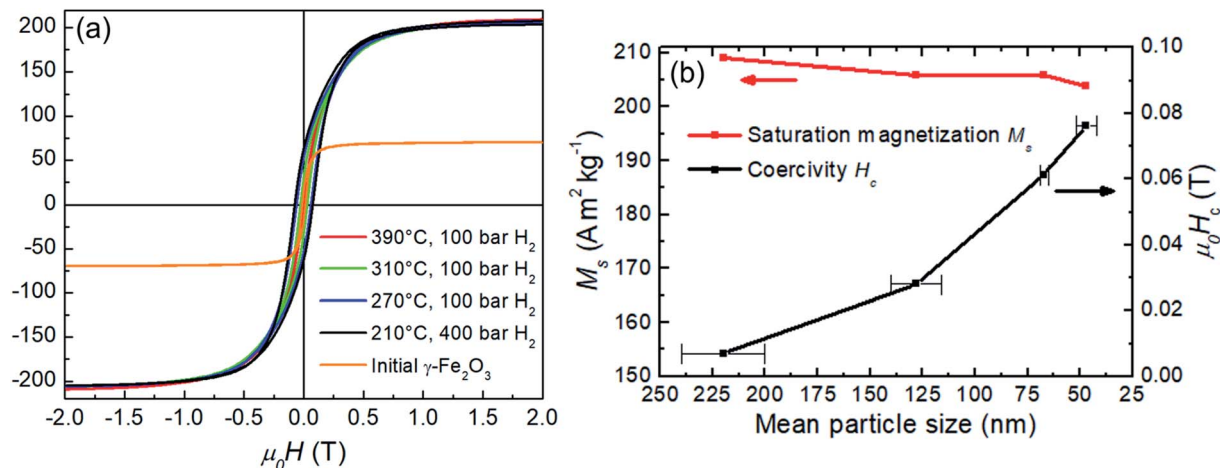 (a)
200
150
100
50
0
-50
-100
-150
-200
390°C, 100 bar H₂
310°C, 100 bar H₂
270°C, 100 bar H₂
210°C, 400 bar H₂
Initial γ-Fe₂O₃
-2.0 -1.5 -1.0 -0.5 0.0 0.5 1.0 1.5 2.0
μ₀H (T)
(b)
210
205
200
195
190
185
180
175
170
165
160
155
150
Mₛ (A m² kg⁻¹)
Saturation magnetization Mₛ
Coercivity H꜀
0.10
0.08
0.06
0.04
0.02
0.00
μ₀H꜀ (T)
250 225 200 175 150 125 100 75 50 25
Mean particle size (nm)